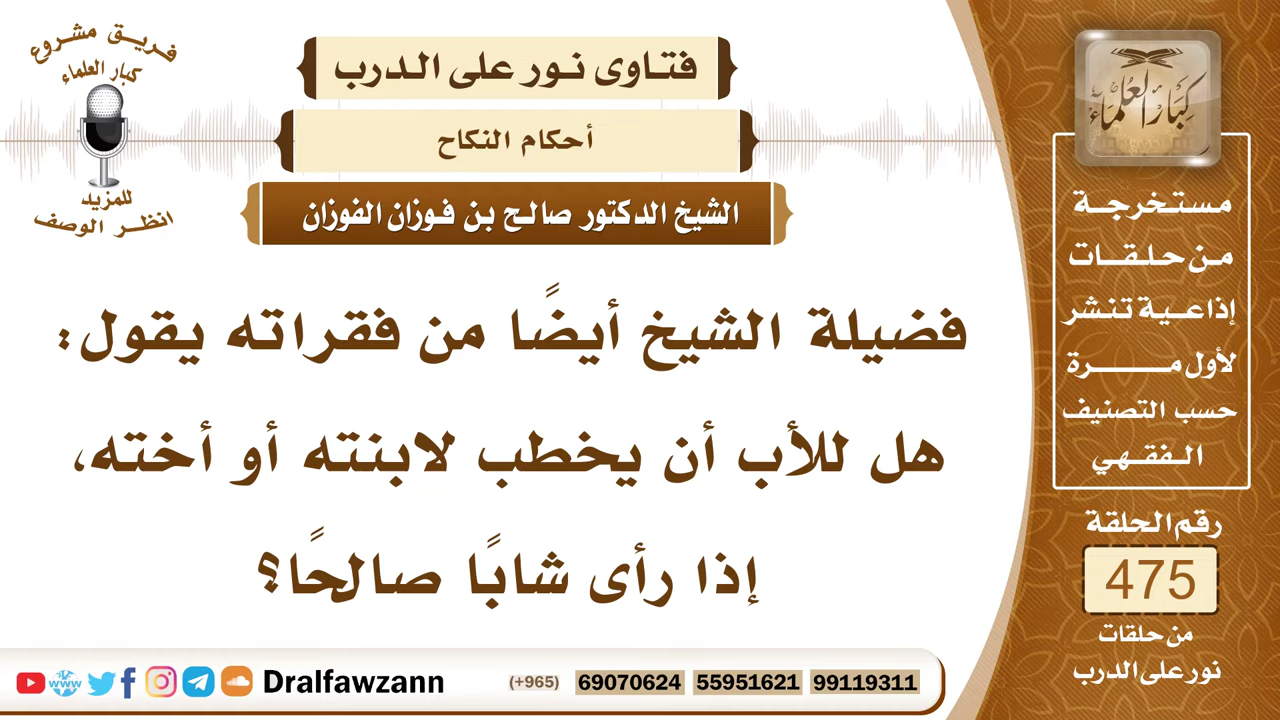 فريق مشروع
كبار العلماء
للمزيد
انظر الوصف
فتاوى نور على الدرب
أحكام النكاح
الشيخ الدكتور صالح بن فوزان الفوزان
فضيلة الشيخ أيضًا من فقراته يقول:
هل للأب أن يخطب لابنته أو أخته،
إذا رأى شابًا صالحًا؟
كبار العلماء
مستخرجة
من حلقات
إذاعية تنشر
لأول مرة
حسب التصنيف
الفقهي
رقم الحلقة
475
من حلقات
نور على الدرب
www
Dralfawzann
(+965) 69070624 55951621 99119311